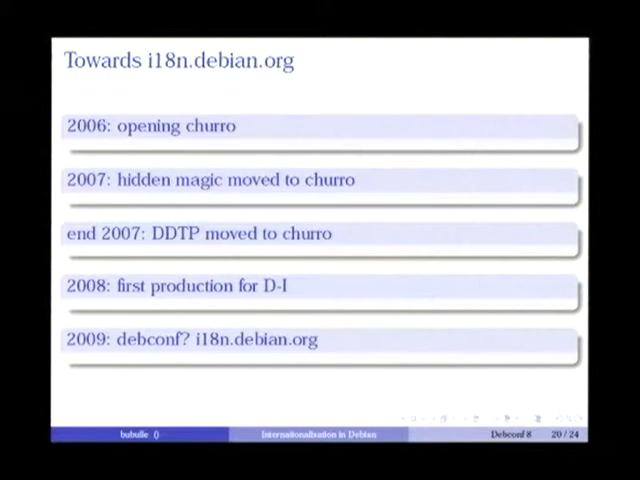 Towards i18n.debian.org
2006: opening churro
2007: hidden magic moved to churro
end 2007: DDTP moved to churro
2008: first production for D-I
2009: debconf? i18n.debian.org
bubulle ()
Internationalisation in Debian
Debconf 8
20 / 24